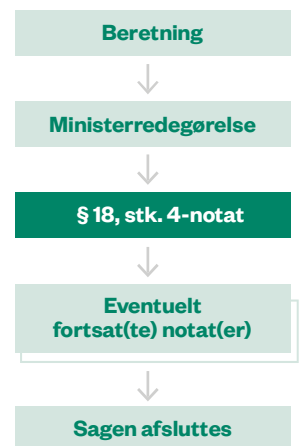 Beretning
Ministerredegørelse
§ 18, stk. 4-notat
Eventuelt
fortsat(te) notat(er)
Sagen afsluttes